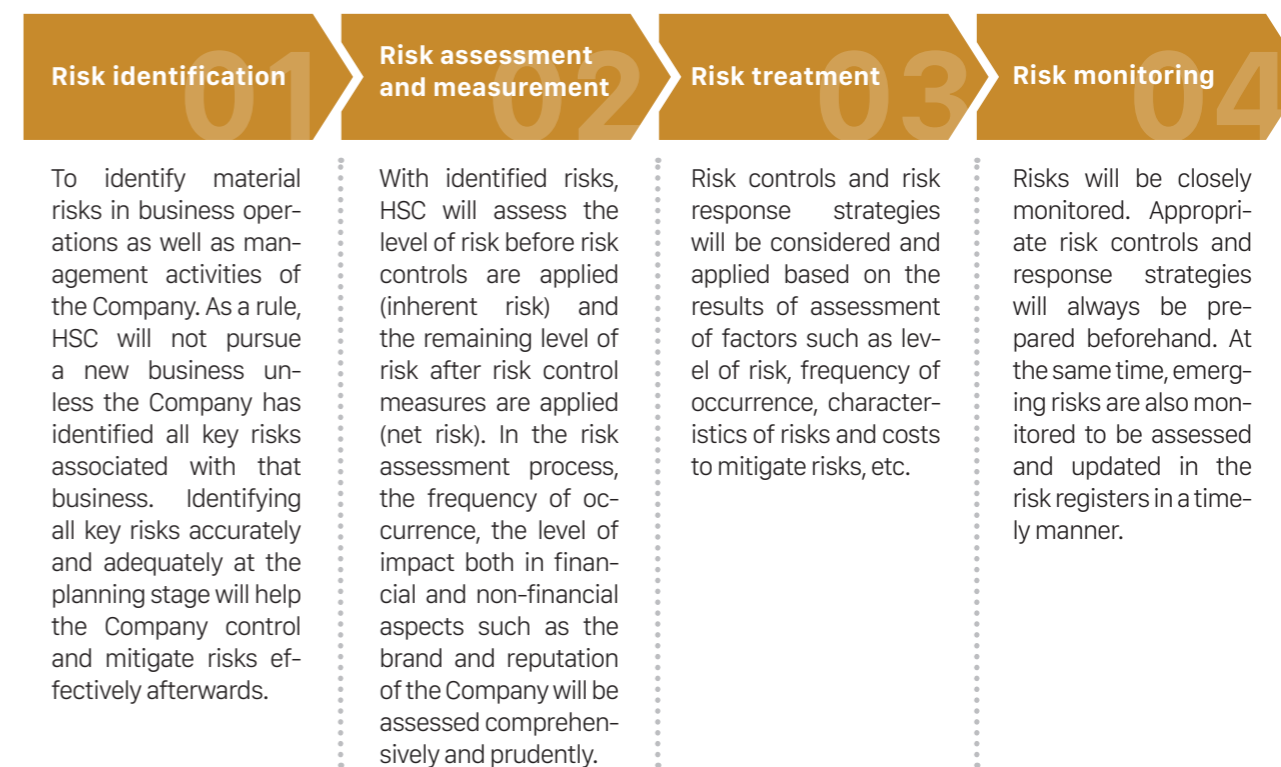 01
Risk identification
To identify material
risks in business oper-
ations as well as man-
agement activities of
the Company. As a rule,
HSC will not pursue
a new business un-
less the Company has
identified all key risks
associated with that
business. Identifying
all key risks accurately
and adequately at the
planning stage will help
the Company control
and mitigate risks ef-
fectively afterwards.
02
Risk assessment
and measurement
With identified risks,
HSC will assess the
level of risk before risk
controls are applied
(inherent risk) and
the remaining level of
risk after risk control
measures are applied
(net risk). In the risk
assessment process,
the frequency of oc-
currence, the level of
impact both in finan-
cial and non-financial
aspects such as the
brand and reputation
of the Company will be
assessed comprehen-
sively and prudently.
03
Risk treatment
Risk controls and risk
response strategies
will be considered and
applied based on the
results of assessment
of factors such as lev-
el of risk, frequency of
occurrence, character-
istics of risks and costs
to mitigate risks, etc.
04
Risk monitoring
Risks will be closely
monitored. Appropri-
ate risk controls and
response strategies
will always be pre-
pared beforehand. At
the same time, emerg-
ing risks are also mon-
itored to be assessed
and updated in the
risk registers in a time-
ly manner.